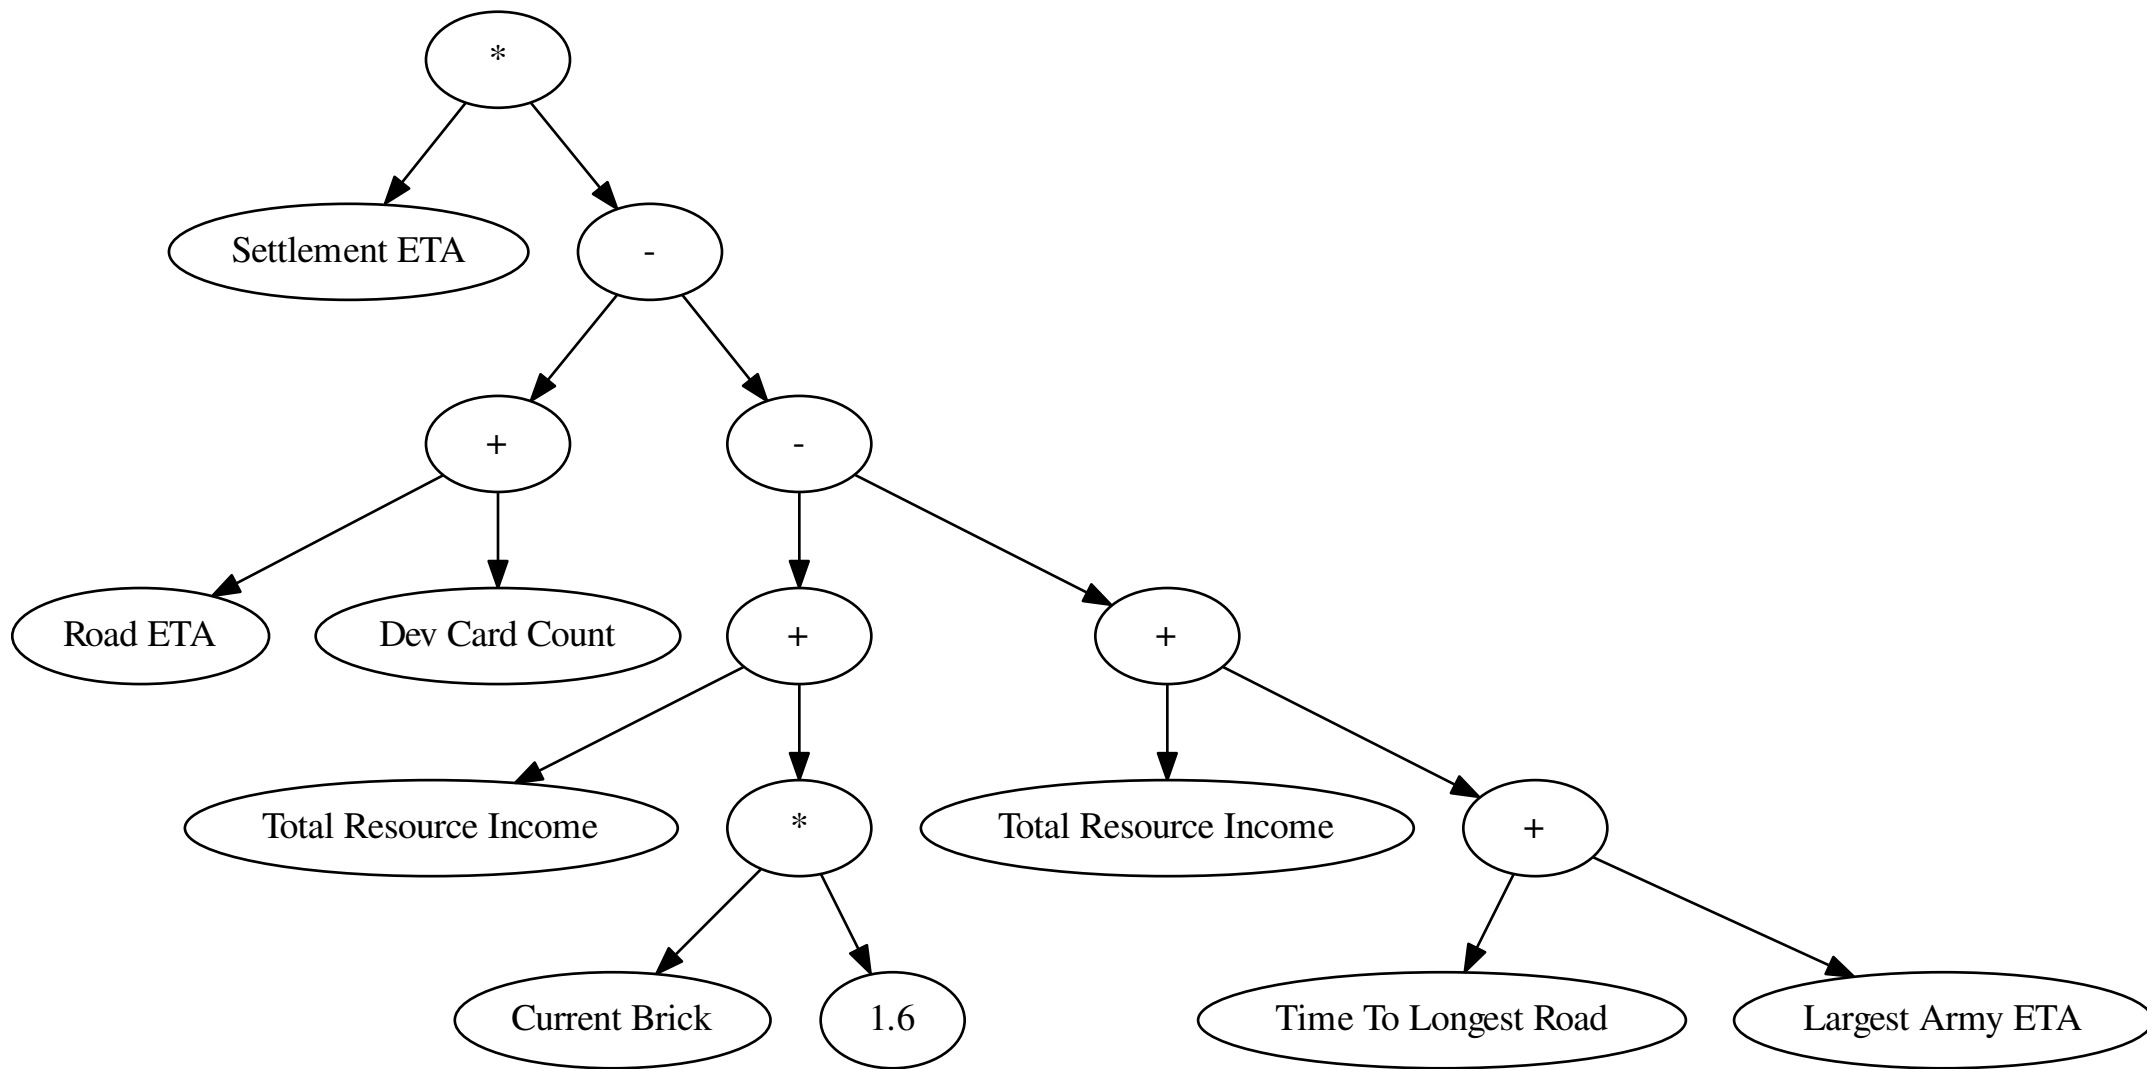 *
Settlement ETA
-
+
-
Road ETA
Dev Card Count
+
+
Total Resource Income
*
Total Resource Income
+
Current Brick
1.6
Time To Longest Road
Largest Army ETA